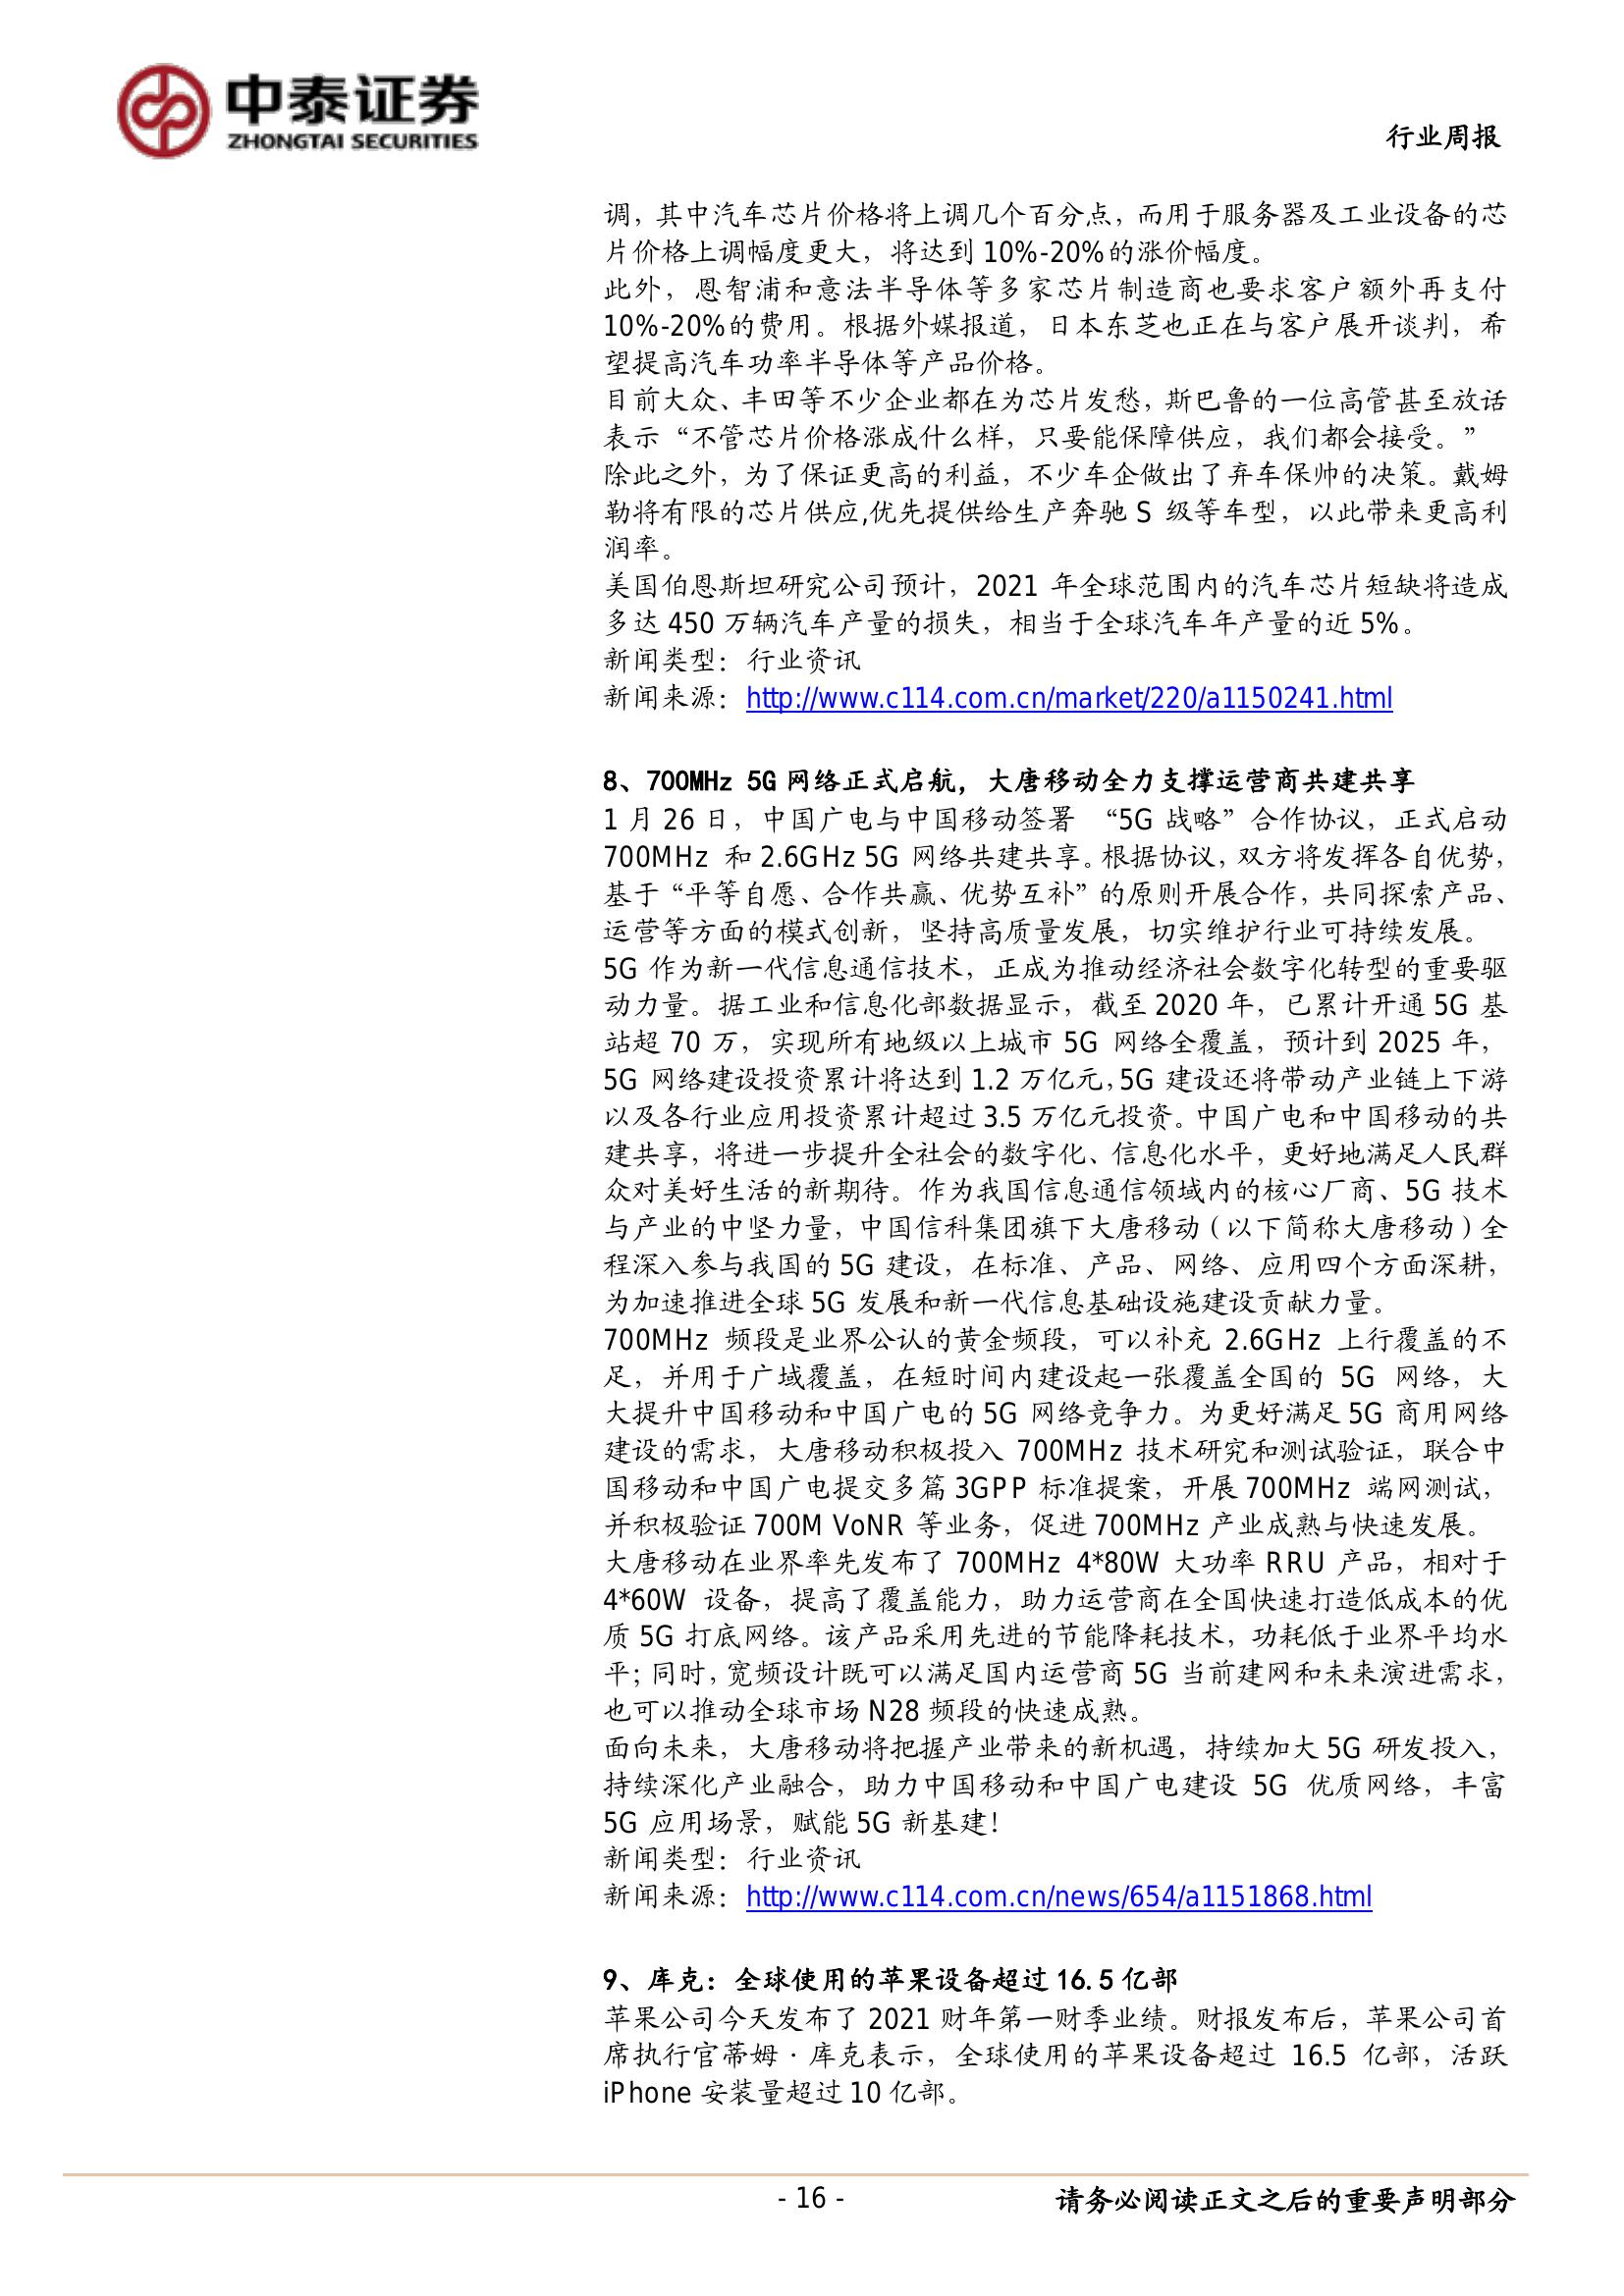 中泰证券
ZHONGTAI SECURITIES
行业周报
调，其中汽车芯片价格将上调几个百分点，而用于服务器及工业设备的芯
片价格上调幅度更大，将达到 10%-20%的涨价幅度。
此外，恩智浦和意法半导体等多家芯片制造商也要求客户额外再支付
10%-20%的费用。根据外媒报道，日本东芝也正在与客户展开谈判，希
望提高汽车功率半导体等产品价格。
目前大众、丰田等不少企业都在为芯片发愁，斯巴鲁的一位高管甚至放话
表示“不管芯片价格涨成什么样，只要能保障供应，我们都会接受。”
除此之外，为了保证更高的利益，不少车企做出了弃车保帅的决策。戴姆
勒将有限的芯片供应,优先提供给生产奔驰 S 级等车型，以此带来更高利
润率。
美国伯恩斯坦研究公司预计，2021 年全球范围内的汽车芯片短缺将造成
多达 450 万辆汽车产量的损失，相当于全球汽车年产量的近 5%。
新闻类型：行业资讯
新闻来源：http://www.c114.com.cn/market/220/a1150241.html
8、700MHz 5G 网络正式启航，大唐移动全力支撑运营商共建共享
1 月 26 日，中国广电与中国移动签署 “5G 战略”合作协议，正式启动
700MHz 和 2.6GHz 5G 网络共建共享。根据协议，双方将发挥各自优势，
基于“平等自愿、合作共赢、优势互补”的原则开展合作，共同探索产品、
运营等方面的模式创新，坚持高质量发展，切实维护行业可持续发展。
5G 作为新一代信息通信技术，正成为推动经济社会数字化转型的重要驱
动力量。据工业和信息化部数据显示，截至 2020 年，已累计开通 5G 基
站超 70 万，实现所有地级以上城市 5G 网络全覆盖，预计到 2025 年，
5G 网络建设投资累计将达到 1.2 万亿元，5G 建设还将带动产业链上下游
以及各行业应用投资累计超过 3.5 万亿元投资。中国广电和中国移动的共
建共享，将进一步提升全社会的数字化、信息化水平，更好地满足人民群
众对美好生活的新期待。作为我国信息通信领域内的核心厂商、5G 技术
与产业的中坚力量，中国信科集团旗下大唐移动（以下简称大唐移动）全
程深入参与我国的 5G 建设，在标准、产品、网络、应用四个方面深耕，
为加速推进全球 5G 发展和新一代信息基础设施建设贡献力量。
700MHz 频段是业界公认的黄金频段，可以补充 2.6GHz 上行覆盖的不
足，并用于广域覆盖，在短时间内建设起一张覆盖全国的 5G 网络，大
大提升中国移动和中国广电的 5G 网络竞争力。为更好满足 5G 商用网络
建设的需求，大唐移动积极投入 700MHz 技术研究和测试验证，联合中
国移动和中国广电提交多篇 3GPP 标准提案，开展 700MHz 端网测试，
并积极验证 700M VoNR 等业务，促进 700MHz 产业成熟与快速发展。
大唐移动在业界率先发布了 700MHz 4*80W 大功率 RRU 产品，相对于
4*60W 设备，提高了覆盖能力，助力运营商在全国快速打造低成本的优
质 5G 打底网络。该产品采用先进的节能降耗技术，功耗低于业界平均水
平；同时，宽频设计既可以满足国内运营商 5G 当前建网和未来演进需求，
也可以推动全球市场 N28 频段的快速成熟。
面向未来，大唐移动将把握产业带来的新机遇，持续加大 5G 研发投入，
持续深化产业融合，助力中国移动和中国广电建设 5G 优质网络，丰富
5G 应用场景，赋能 5G 新基建！
新闻类型：行业资讯
新闻来源：http://www.c114.com.cn/news/654/a1151868.html
9、库克：全球使用的苹果设备超过 16.5 亿部
苹果公司今天发布了 2021 财年第一财季业绩。财报发布后，苹果公司首
席执行官蒂姆·库克表示，全球使用的苹果设备超过 16.5 亿部，活跃
iPhone 安装量超过 10 亿部。
- 16 -
请务必阅读正文之后的重要声明部分